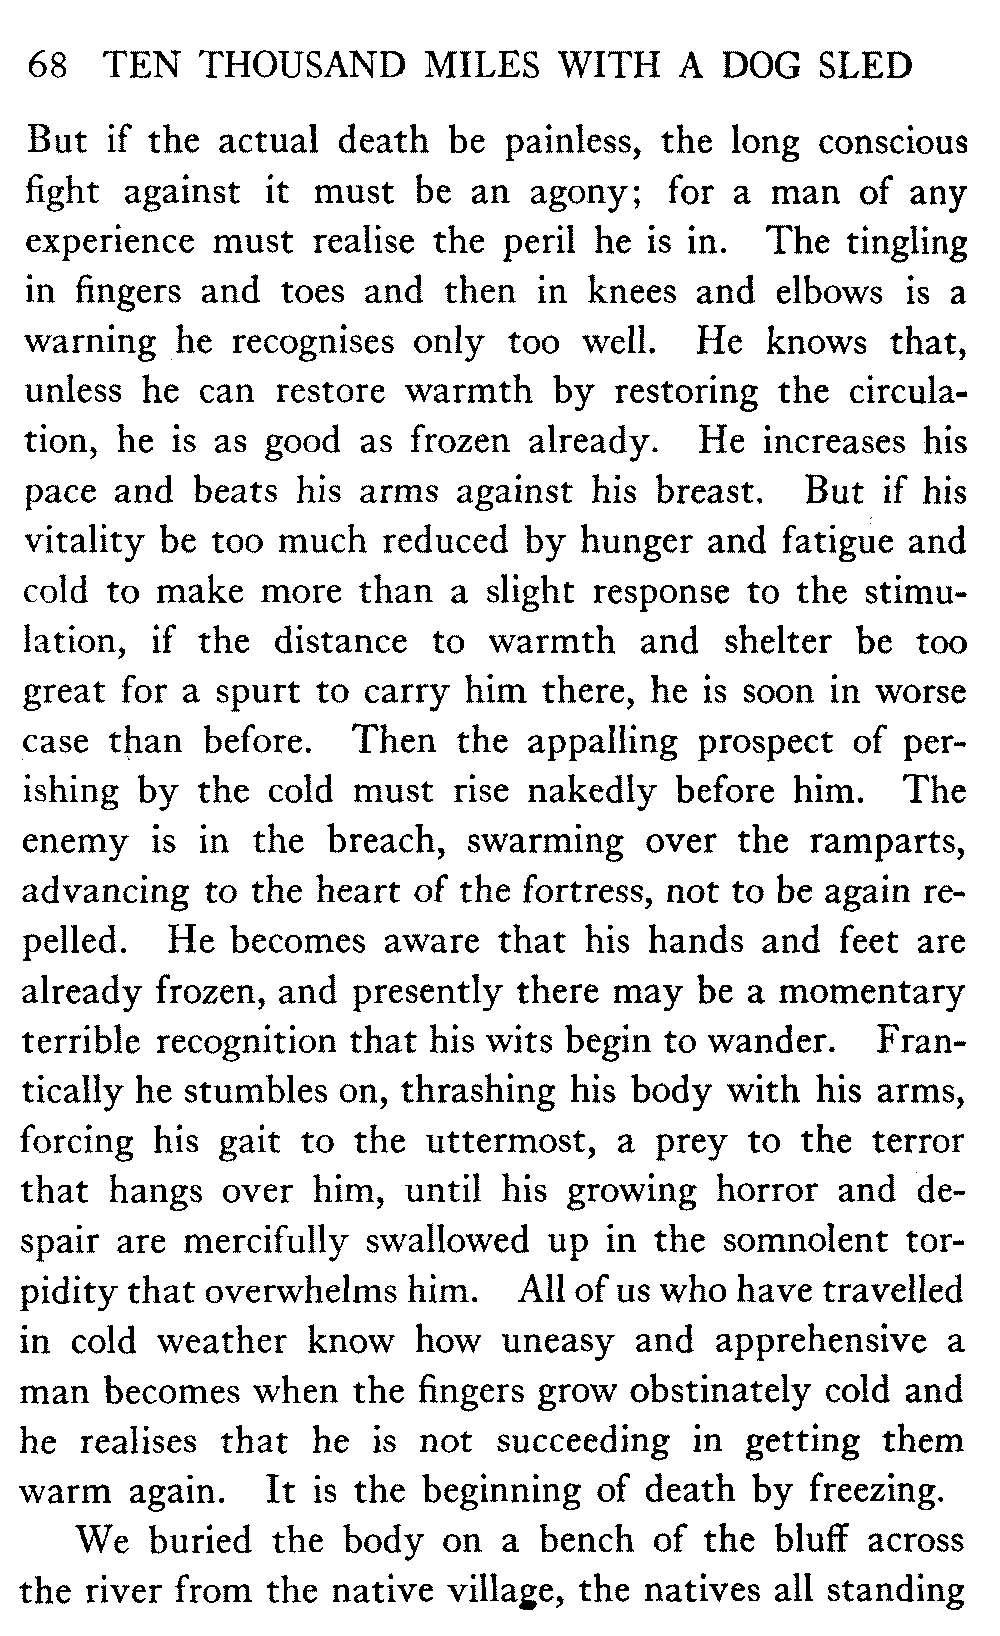 68 TEN THOUSAND MILES WITH A DOG SLED
But if the actual death be painless, the long conscious
fight against it must be an agony; for a man of any
experience must realise the peril he is in. The tingling
in fingers and toes and then in knees and elbows is a
warning he recognises only too well. He knows that,
unless he can restore warmth by restoring the circula-
tion, he is as good as frozen already. He increases his
pace and beats his arms against his breast. But if his
vitality be too much reduced by hunger and fatigue and
cold to make more than a slight response to the stimu-
lation, if the distance to warmth and shelter be too
great for a spurt to carry him there, he is soon in worse
case than before. Then the appalling prospect of per-
ishing by the cold must rise nakedly before him. The
enemy is in the breach, swarming over the ramparts,
advancing to the heart of the fortress, not to be again re-
pelled. He becomes aware that his hands and feet are
already frozen, and presently there may be a momentary
terrible recognition that his wits begin to wander. Fran-
tically he stumbles on, thrashing his body with his arms,
forcing his gait to the uttermost, a prey to the terror
that hangs over him, until his growing horror and de-
spair are mercifully swallowed up in the somnolent tor-
pidity that overwhelms him. All of us who have travelled
in cold weather know how uneasy and apprehensive a
man becomes when the fingers grow obstinately cold and
he realises that he is not succeeding in getting them
warm again. It is the beginning of death by freezing.
We buried the body on a bench of the bluff across
the river from the native village, the natives all standing